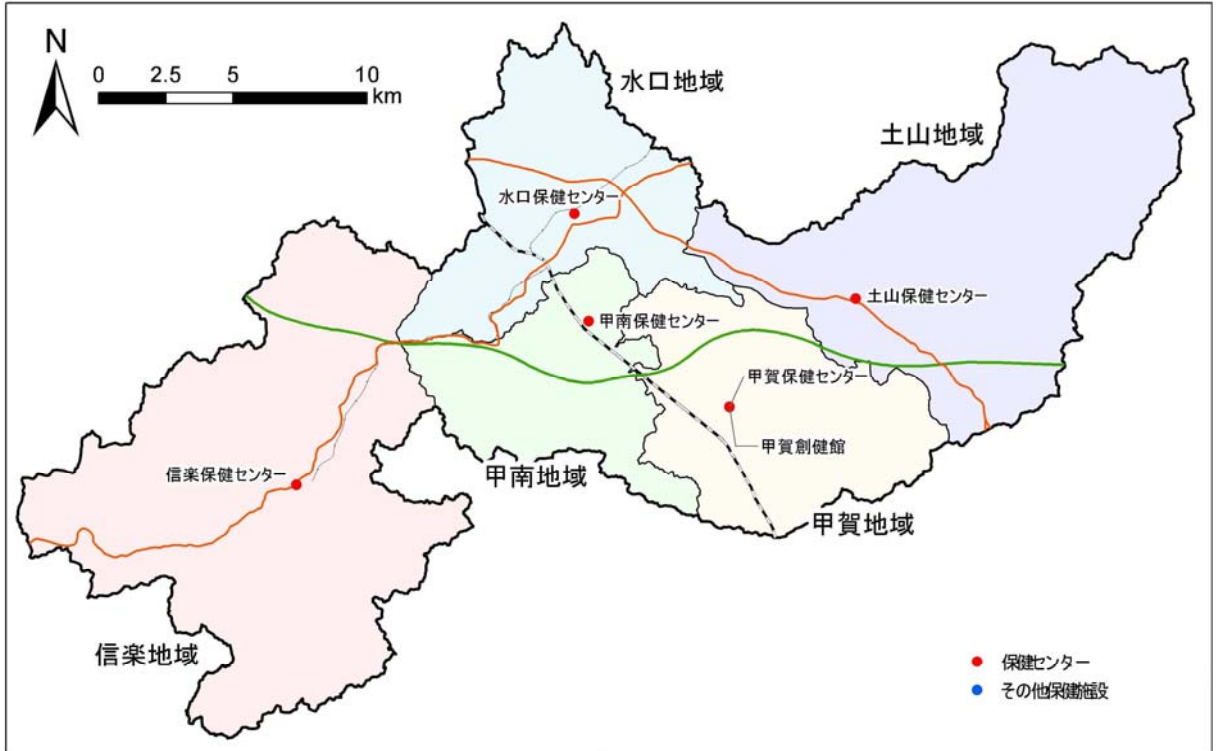 N
0 2.5 5 10
km
水口地域
土山地域
水口保健センター
土山保健センター
甲南保健センター
甲賀保健センター
甲賀創健館
信楽保健センター
甲南地域
甲賀地域
信楽地域
保健センター
その他保健施設